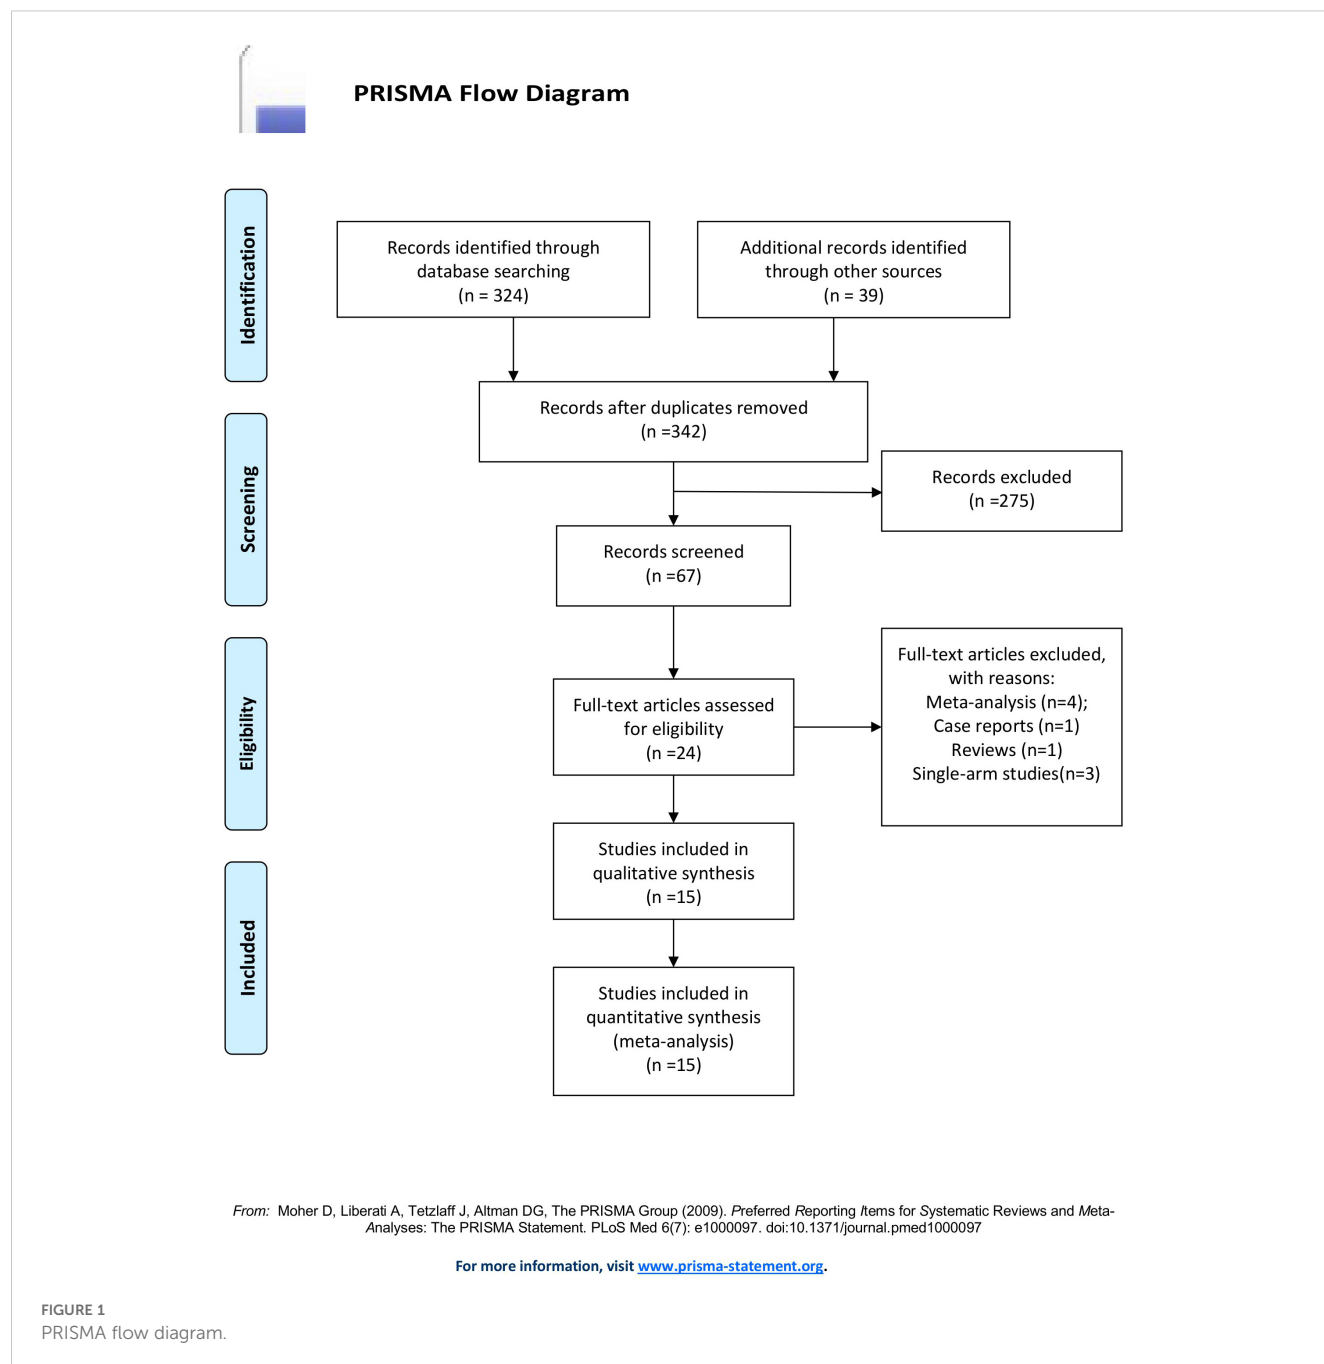 PRISMA Flow Diagram
Identification
Records identified through
database searching
(n = 324)
Additional records identified
through other sources
(n = 39)
Records after duplicates removed
(n =342)
Screening
Records excluded
(n =275)
Records screened
(n =67)
Eligibility
Full-text articles assessed
for eligibility
(n =24)
Full-text articles excluded,
with reasons:
Meta-analysis (n=4);
Case reports (n=1)
Reviews (n=1)
Single-arm studies(n=3)
Studies included in
qualitative synthesis
(n =15)
Included
Studies included in
quantitative synthesis
(meta-analysis)
(n =15)
From: Moher D, Liberati A, Tetzlaff J, Altman DG, The PRISMA Group (2009). Preferred Reporting Items for Systematic Reviews and Meta-
Analyses: The PRISMA Statement. PLoS Med 6(7): e1000097. doi:10.1371/journal.pmed1000097
For more information, visit www.prisma-statement.org.
FIGURE 1
PRISMA flow diagram.